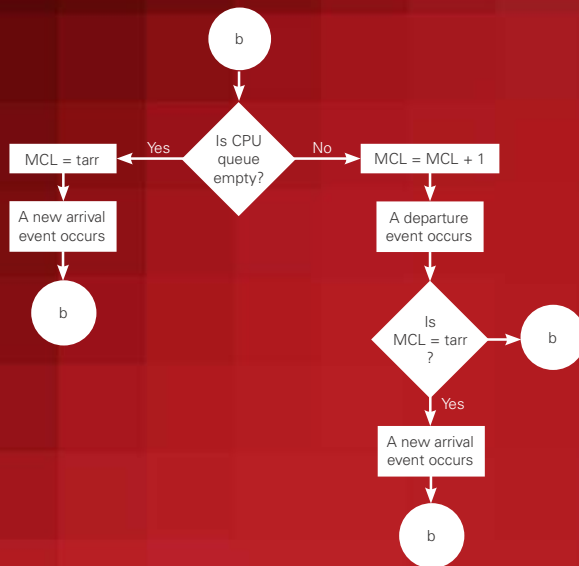 b
Is CPU
queue
empty?
Yes
No
MCL = tarr
MCL = MCL + 1
A new arrival
event occurs
A departure
event occurs
b
Is
MCL = tarr
?
b
Yes
A new arrival
event occurs
b